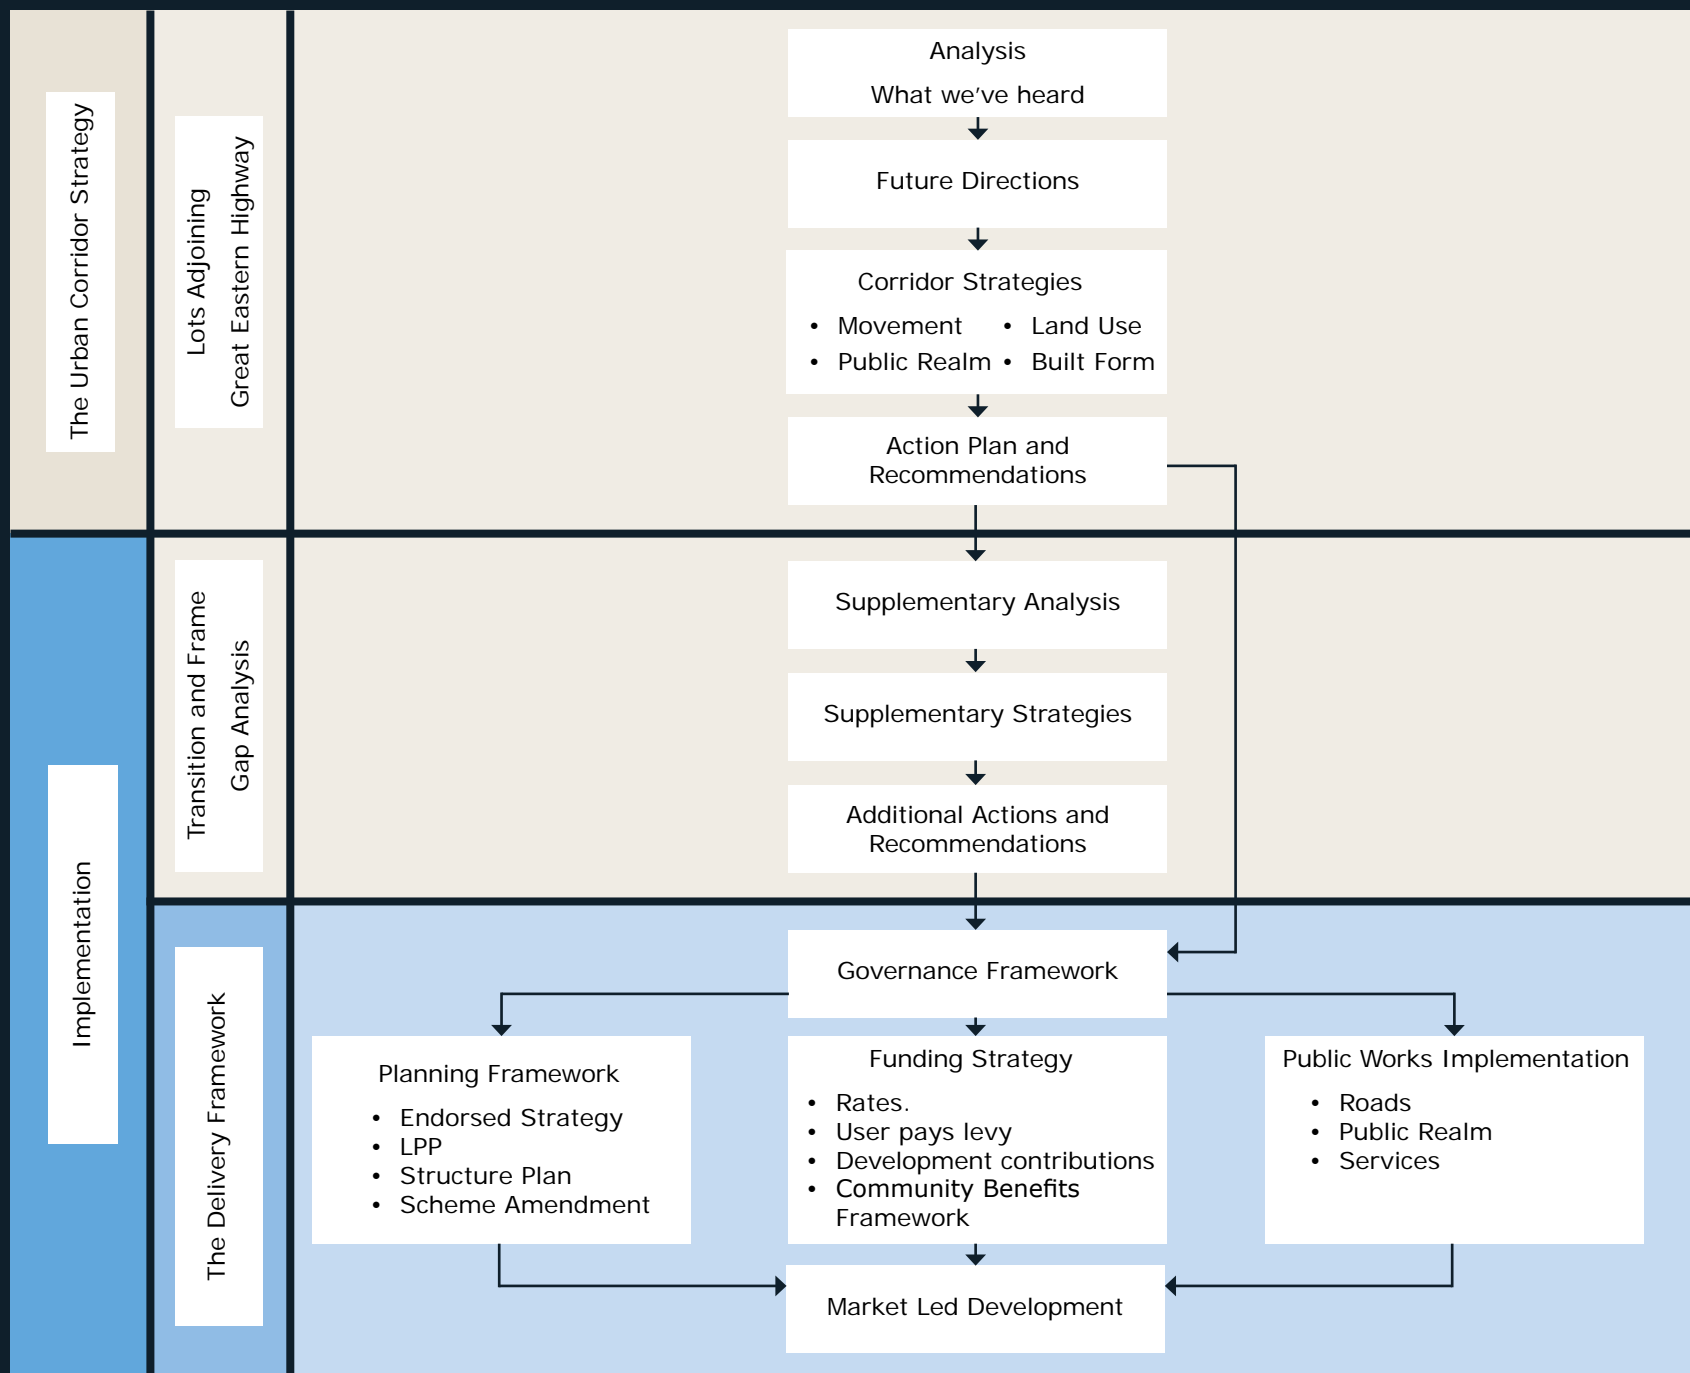 The Urban Corridor Strategy
Lots Adjoining
Great Eastern Highway
Analysis
What we've heard
Future Directions
Corridor Strategies
• Movement
• Land Use
• Public Realm
• Built Form
Action Plan and
Recommendations
Implementation
Transition and Frame
Gap Analysis
Supplementary Analysis
Supplementary Strategies
Additional Actions and
Recommendations
The Delivery Framework
Governance Framework
Planning Framework
• Endorsed Strategy
• LPP
• Structure Plan
• Scheme Amendment
Funding Strategy
• Rates.
• User pays levy
• Development contributions
• Community Benefits
Framework
Public Works Implementation
• Roads
• Public Realm
• Services
Market Led Development